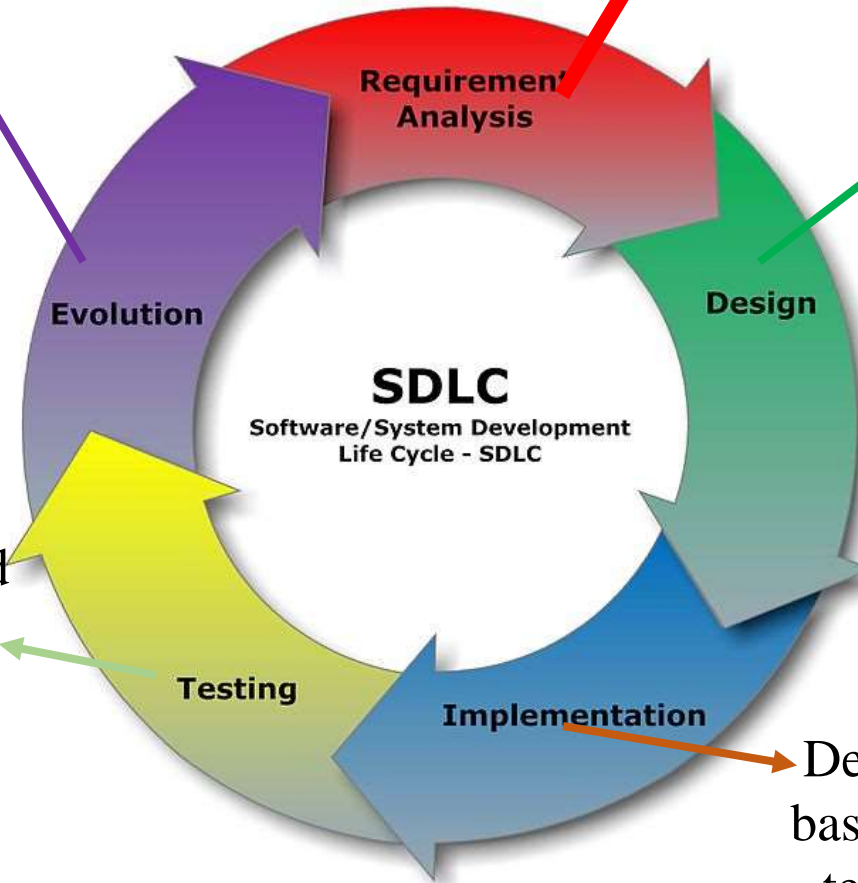 Requirement
Analysis
Design
Evolution
SDLC
Software/System Development
Life Cycle - SDLC
Testing
Implementation